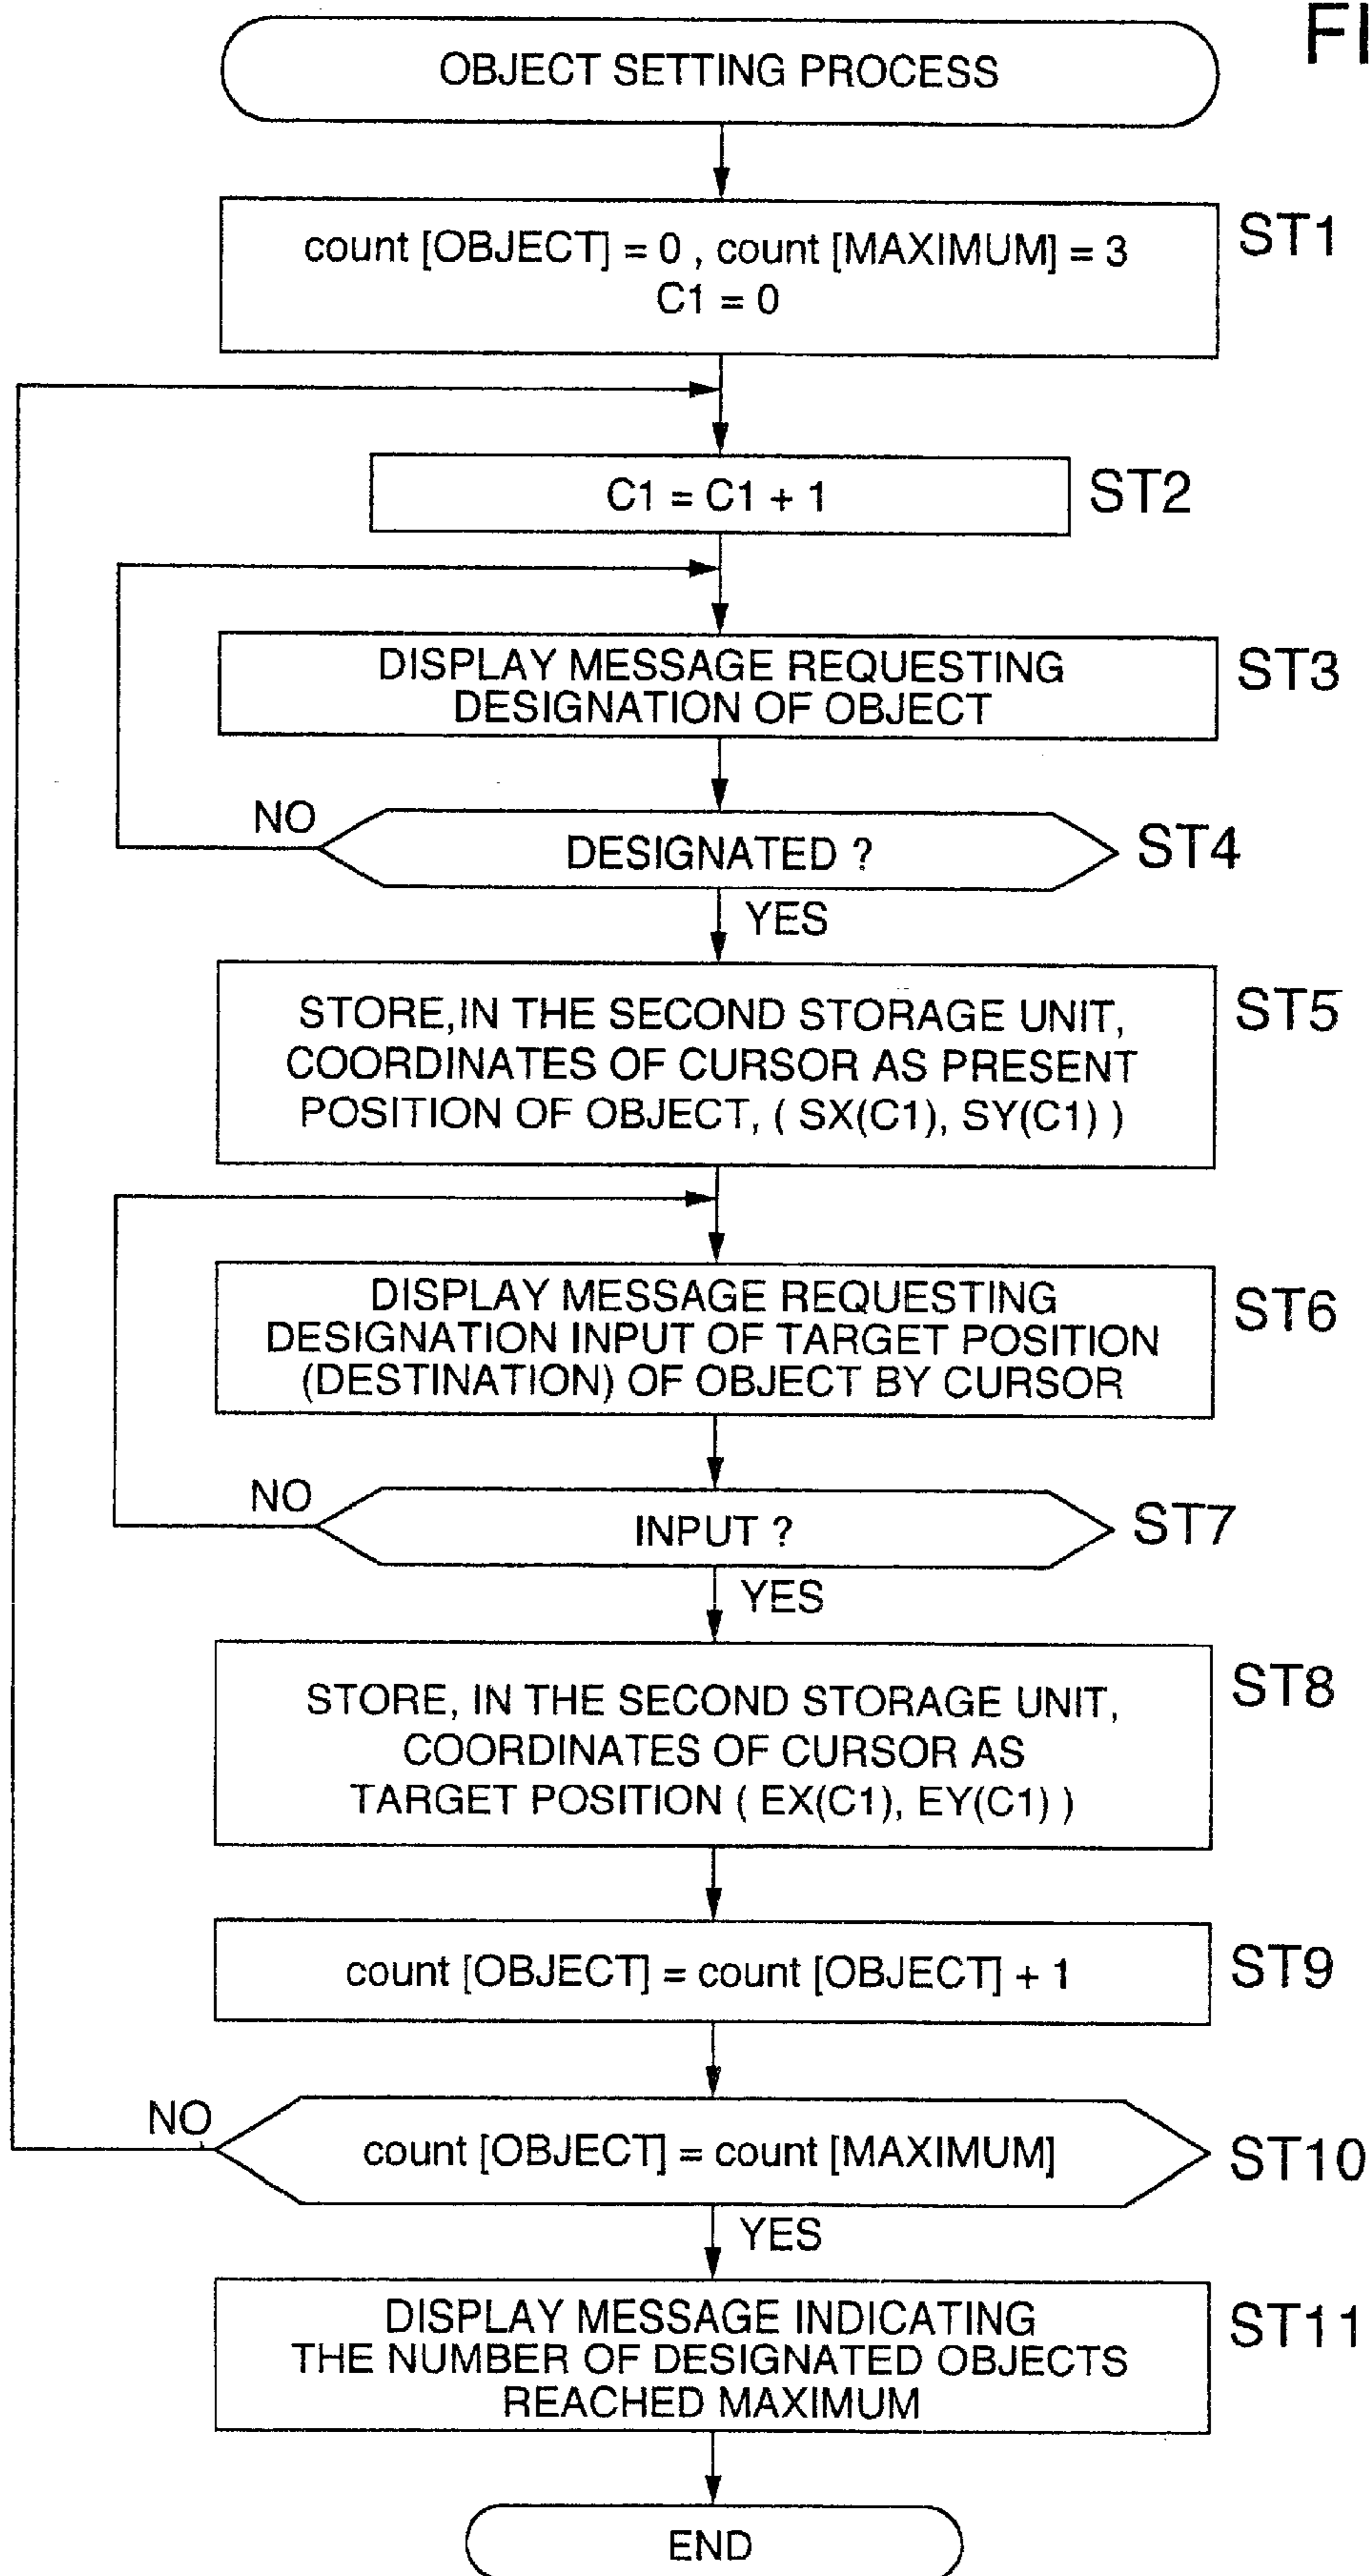 FI
OBJECT SETTING PROCESS
count [OBJECT] = 0 , count [MAXIMUM] = 3
C1 = 0
ST1
C1 = C1 + 1
ST2
DISPLAY MESSAGE REQUESTING
DESIGNATION OF OBJECT
ST3
NO
DESIGNATED ?
ST4
YES
STORE,IN THE SECOND STORAGE UNIT,
COORDINATES OF CURSOR AS PRESENT
POSITION OF OBJECT, ( SX(C1), SY(C1) )
ST5
DISPLAY MESSAGE REQUESTING
DESIGNATION INPUT OF TARGET POSITION
(DESTINATION) OF OBJECT BY CURSOR
ST6
NO
INPUT ?
ST7
YES
STORE, IN THE SECOND STORAGE UNIT,
COORDINATES OF CURSOR AS
TARGET POSITION ( EX(C1), EY(C1) )
ST8
count [OBJECT] = count [OBJECT] + 1
ST9
NO
count [OBJECT] = count [MAXIMUM]
ST10
YES
DISPLAY MESSAGE INDICATING
THE NUMBER OF DESIGNATED OBJECTS
REACHED MAXIMUM
ST11
END